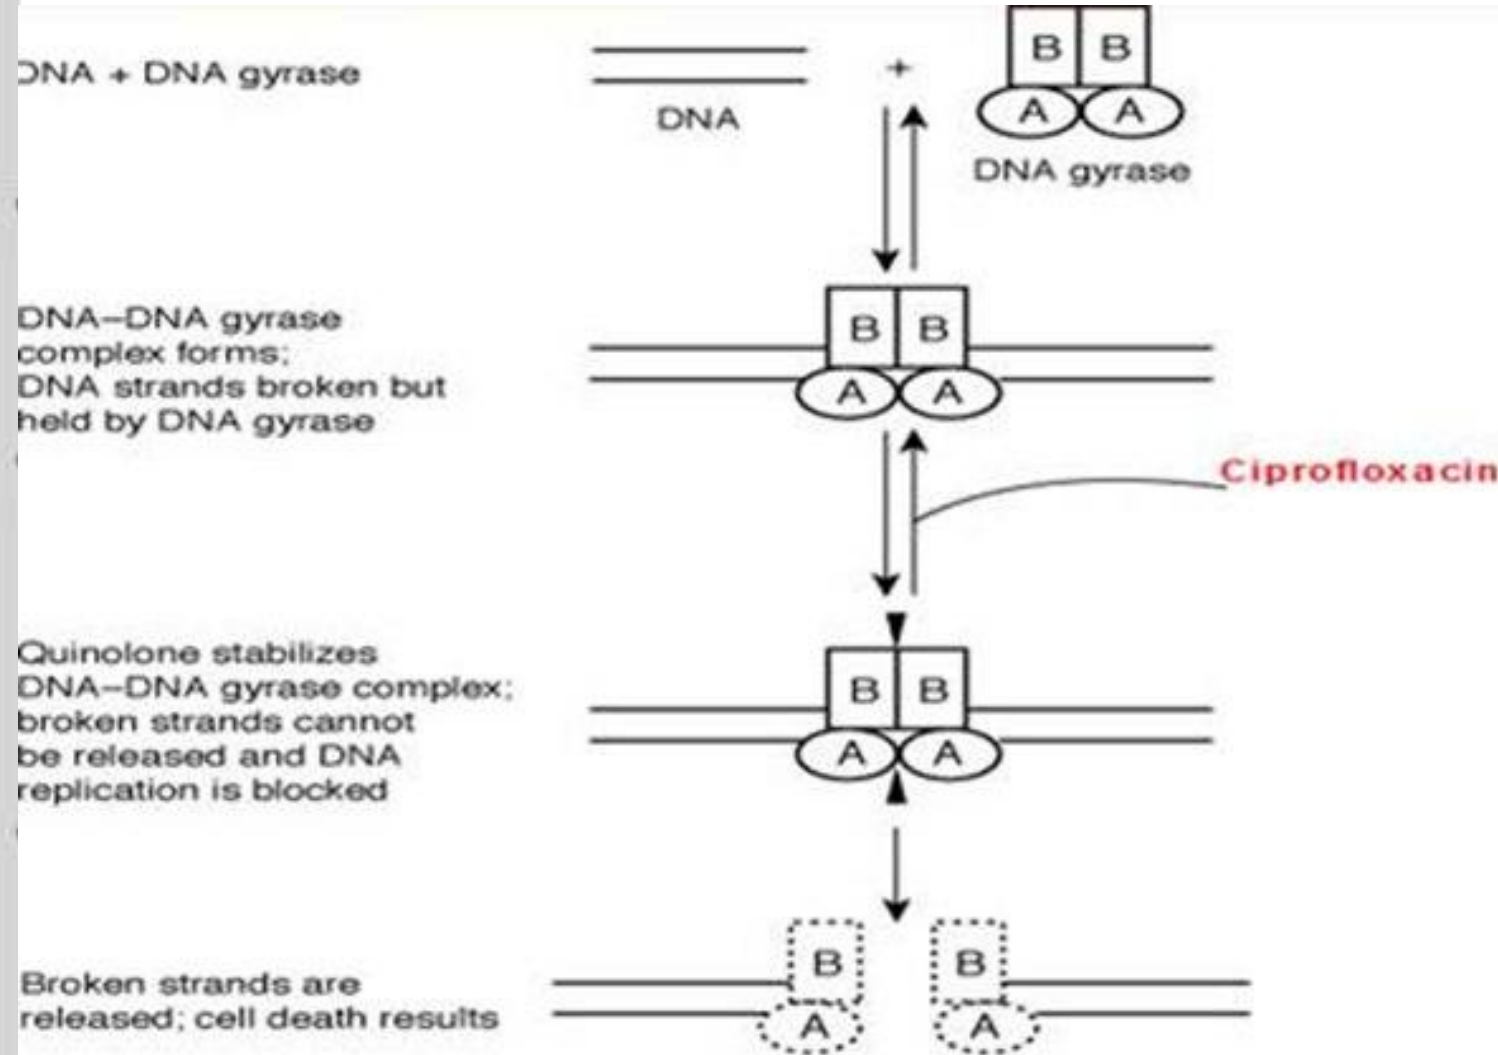 DNA + DNA gyrase
DNA
+
B B
A A
DNA gyrase
DNA–DNA gyrase
complex forms;
DNA strands broken but
held by DNA gyrase
B B
A A
Ciprofloxacin
Quinolone stabilizes
DNA–DNA gyrase complex;
broken strands cannot
be released and DNA
replication is blocked
B B
A A
Broken strands are
released; cell death results
B B
A A